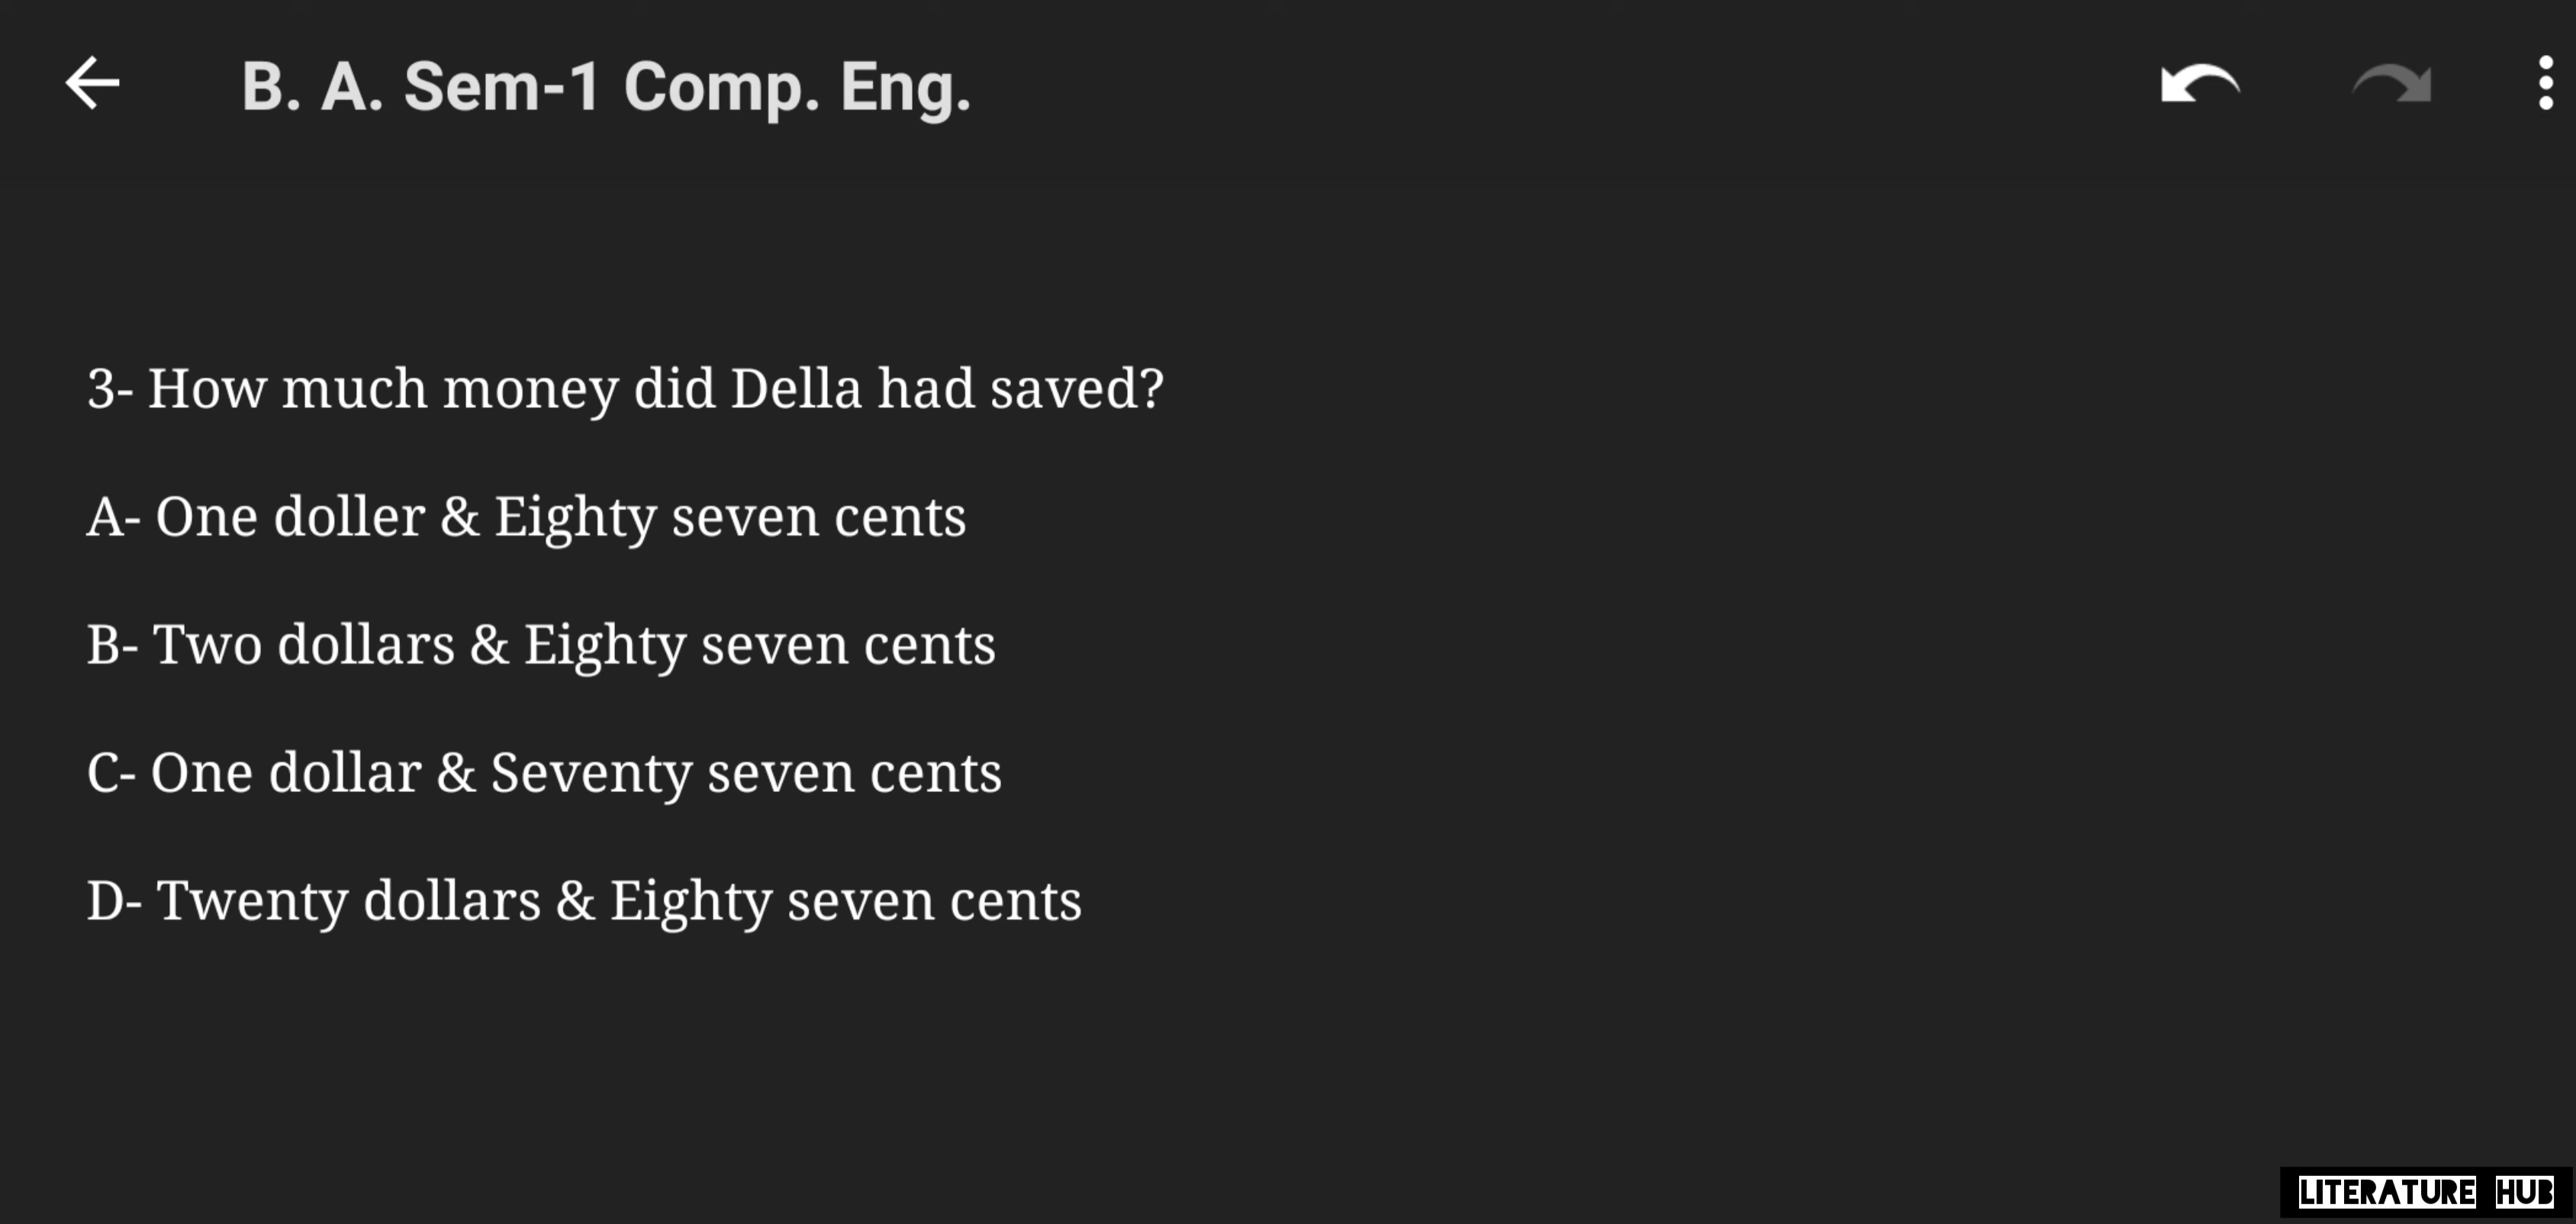 B. A. Sem-1 Comp. Eng.
3- How much money did Della had saved?
A- One doller & Eighty seven cents
B- Two dollars & Eighty seven cents
C- One dollar & Seventy seven cents
D- Twenty dollars & Eighty seven cents
LITERATURE HUB